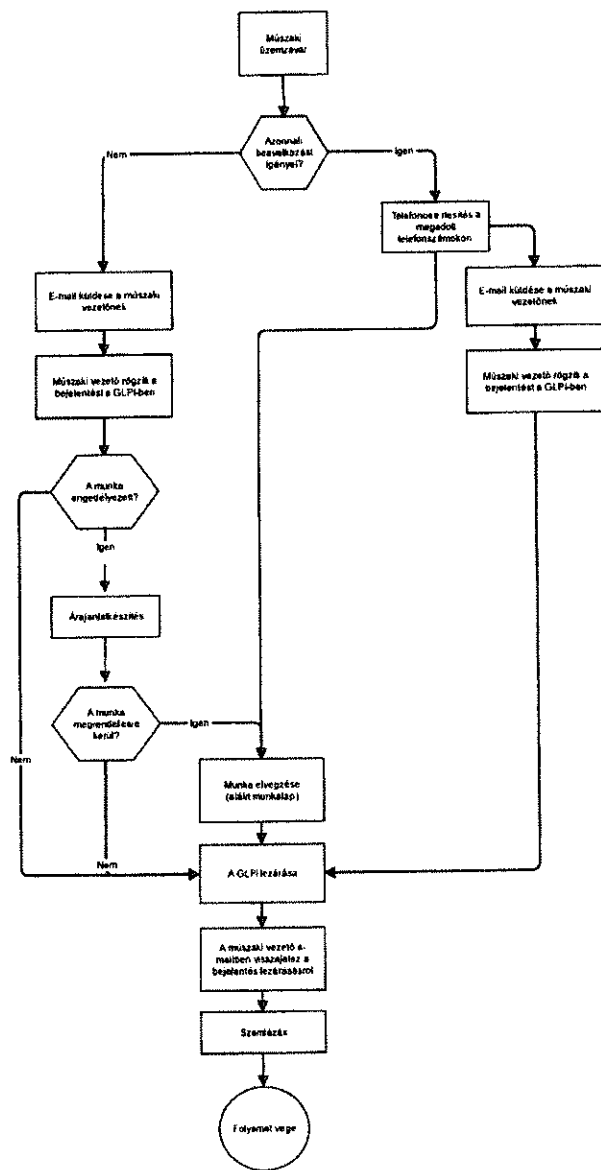 Műszaki
üzemzavar
Azonnali
beavatkozást
igényel?
Nem
Igen
Telefonos értesítés a
megadott
telefonszámokon
E-mail küldése a műszaki
vezetőnek
E-mail küldése a műszaki
vezetőnek
Műszaki vezető rögzíti a
bejelentést a GLPI-ben
Műszaki vezető rögzíti a
bejelentést a GLPI-ben
A munka
engedélyezett?
Igen
Árajánlatkészítés
A munka
megrendelésre
kerül?
Igen
Nem
Munka elvégzése
(aláírt munkalap)
Nem
A GLPI lezárása
A műszaki vezető e-
mailben visszajelez a
bejelentés lezárásáról
Számlázás
Folyamat vége